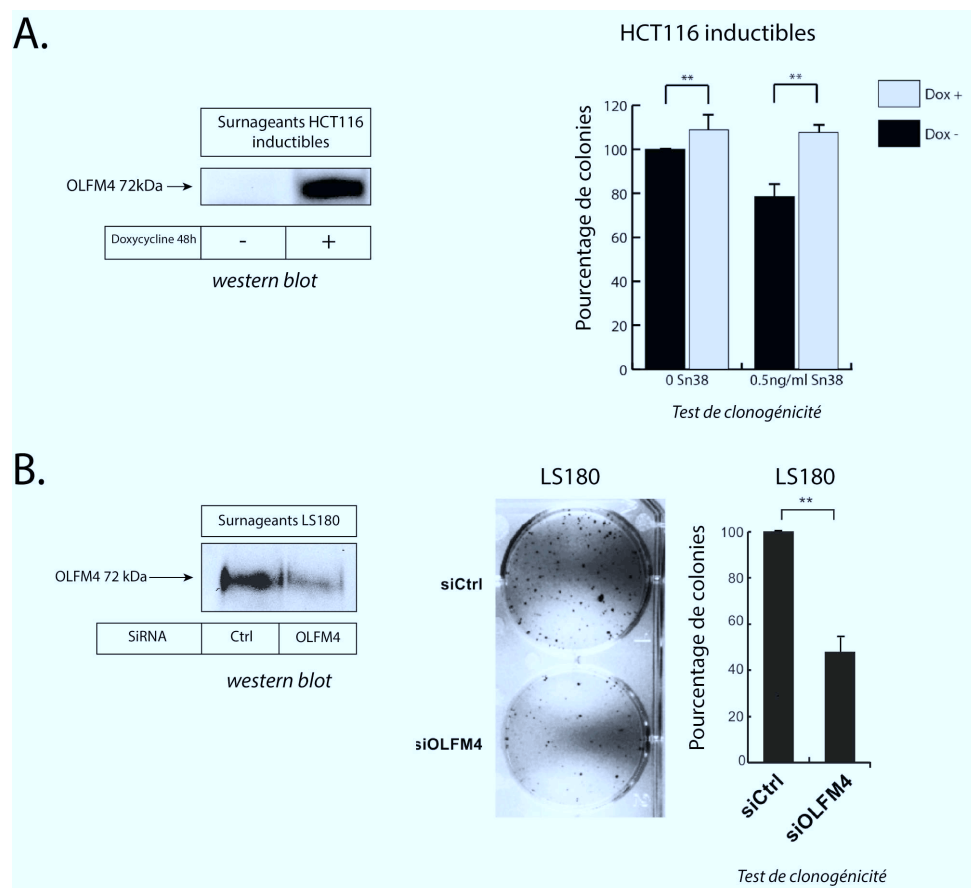 A.
HCT116 inductibles
Surnageants HCT116
inductibles
OLFM4 72kDa
Doxycycline 48h
-
+
western blot
**
**
Dox +
Dox -
Pourcentage de colonies
120
100
80
60
40
20
0
0 Sn38
0.5ng/ml Sn38
Test de clonogénicité
B.
Surnageants LS180
OLFM4 72 kDa
SiRNA
Ctrl
OLFM4
western blot
LS180
siCtrl
siOLFM4
LS180
**
Pourcentage de colonies
100
80
60
40
20
0
siCtrl
siOLFM4
Test de clonogénicité